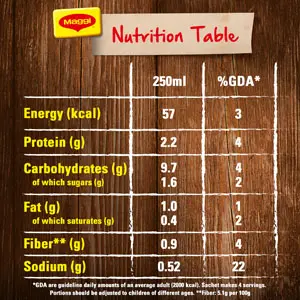 Maggi
Nutrition Table
250ml %GDA*
Energy (kcal) 57 3
Protein (g) 2.2 4
Carbohydrates (g) 9.7 4
of which sugars (g) 1.6 2
Fat (g) 1.0 1
of which saturates (g) 0.4 2
Fiber** (g) 0.9 4
Sodium (g) 0.52 22
*GDA are guideline daily amounts of an average adult (2000 kcal). Sachet makes 4 servings.
Portions should be adjusted to children of different ages. **Fiber: 5.1g per 100g